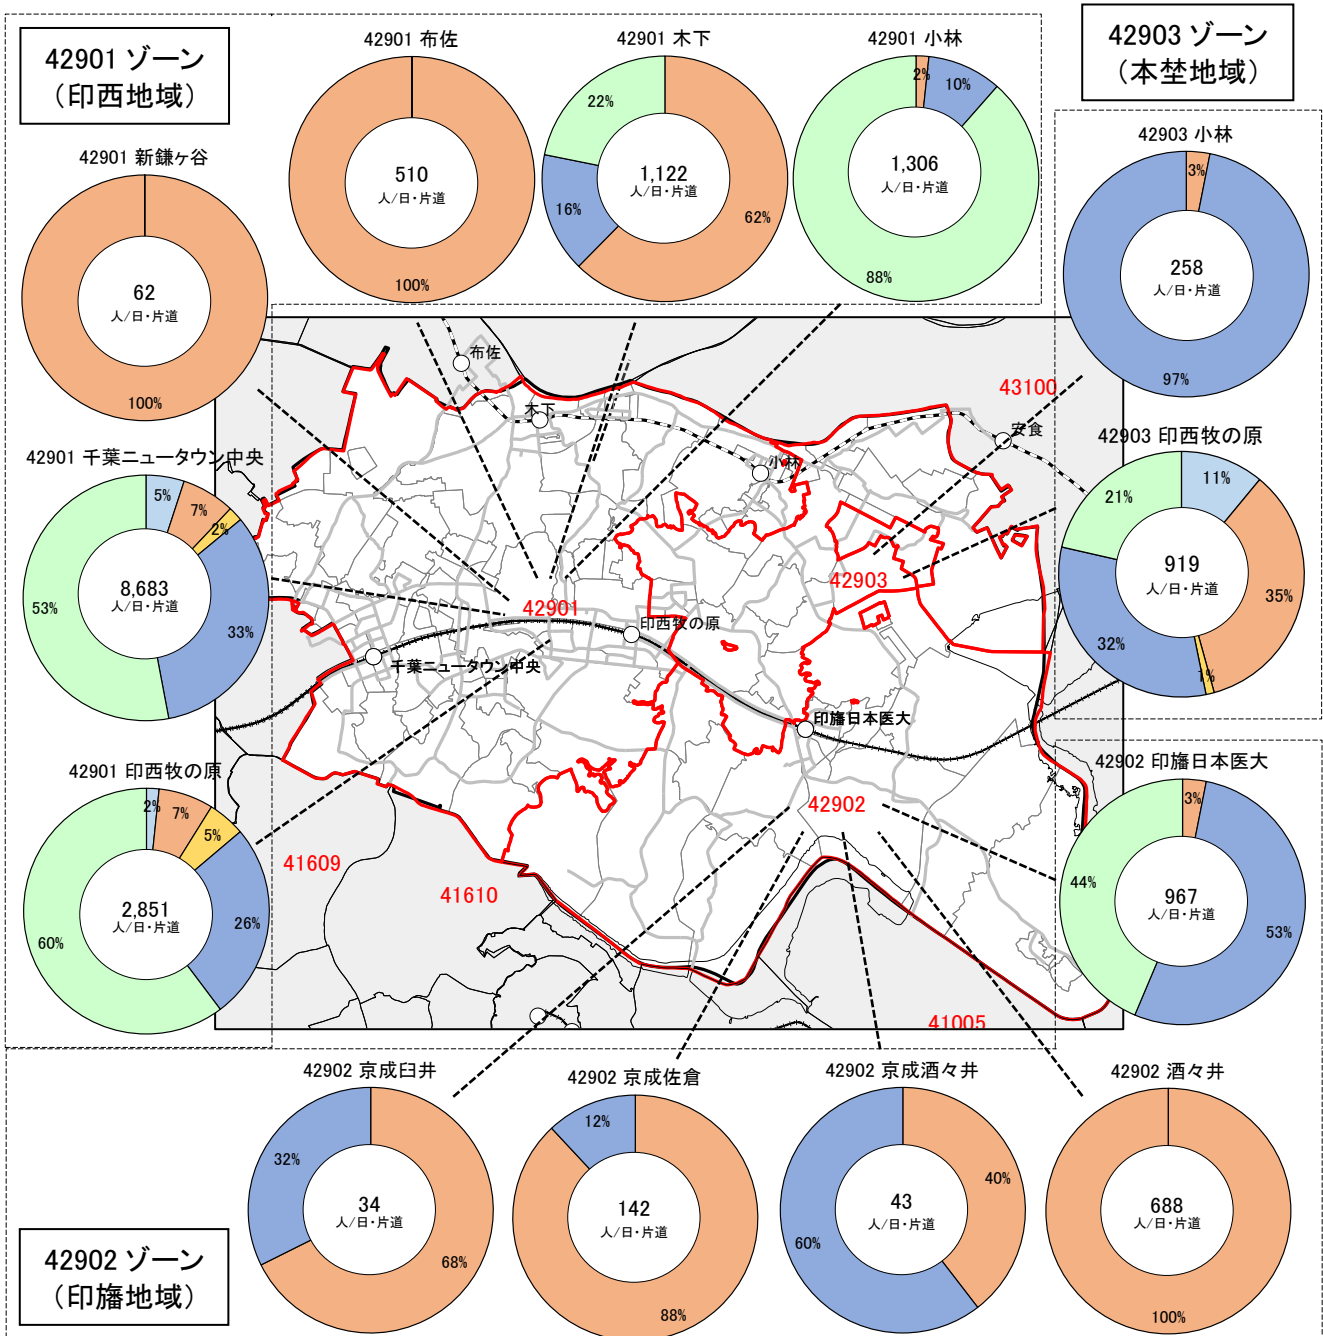 42901 ゾーン
（印西地域）
42901 布佐
510
人/日・片道
100%
42901 木下
22%
16%
62%
1,122
人/日・片道
42901 小林
2%
10%
88%
1,306
人/日・片道
42903 ゾーン
（本埜地域）
42903 小林
3%
97%
258
人/日・片道
42901 新鎌ヶ谷
62
人/日・片道
100%
42901 千葉ニュータウン中央
5%
7%
2%
33%
53%
8,683
人/日・片道
42903 印西牧の原
11%
35%
1%
32%
21%
919
人/日・片道
42901 印西牧の原
2%
7%
5%
26%
60%
2,851
人/日・片道
42902 印旛日本医大
3%
53%
44%
967
人/日・片道
布佐
木下
小林
安食
43100
42903
42901
印西牧の原
千葉ニュータウン中央
印旛日本医大
42902
41609
41610
41005
42902 京成臼井
32%
68%
34
人/日・片道
42902 京成佐倉
12%
88%
142
人/日・片道
42902 京成酒々井
40%
60%
43
人/日・片道
42902 酒々井
688
人/日・片道
100%
42902 ゾーン
（印旛地域）